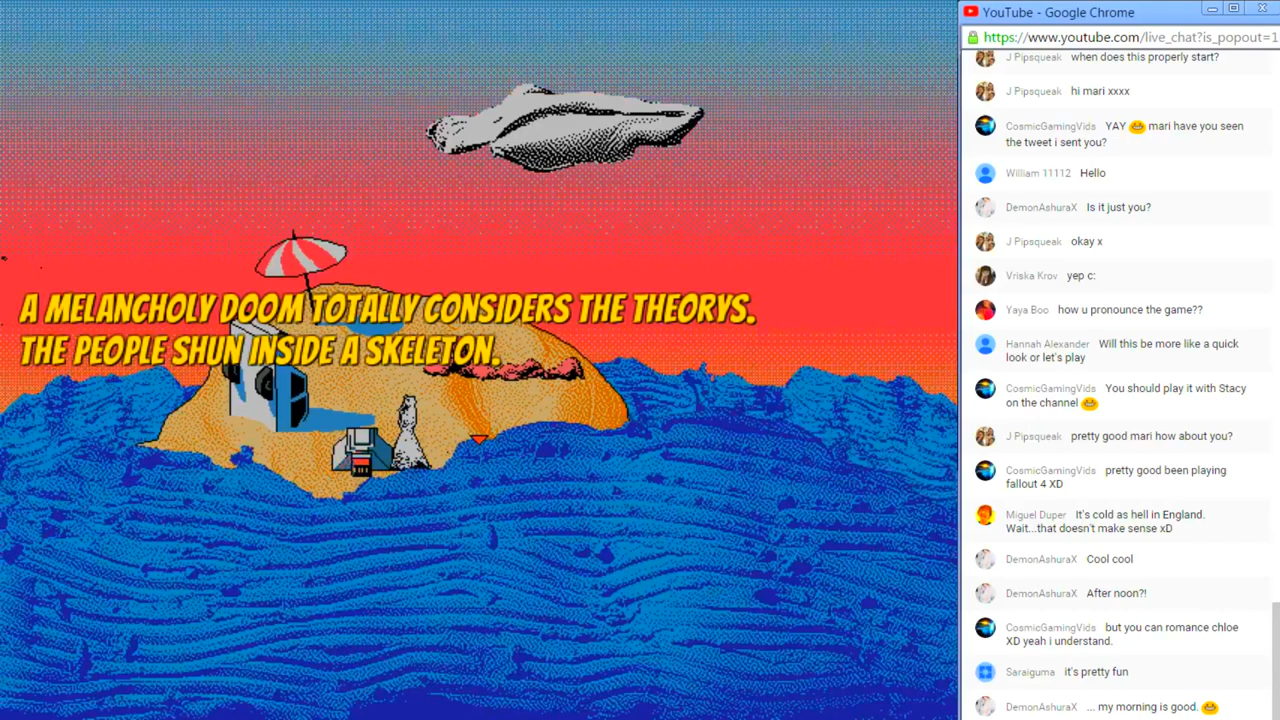 A MELANCHOLY DOOM TOTALLY CONSIDERS THE THEORYS.
THE PEOPLE SHUN INSIDE A SKELETON.
YouTube - Google Chrome
https://www.youtube.com/live_chat?is_popout=1
J Pipsqueak when does this properly start?
J Pipsqueak hi mari xxxx
CosmicGamingVids YAY 😁 mari have you seen
the tweet i sent you?
William 11112 Hello
DemonAshuraX Is it just you?
J Pipsqueak okay x
Vriska Krov yep c:
Yaya Boo how u pronounce the game??
Hannah Alexander Will this be more like a quick
look or let's play
CosmicGamingVids You should play it with Stacy
on the channel 😁
J Pipsqueak pretty good mari how about you?
CosmicGamingVids pretty good been playing
fallout 4 XD
Miguel Duper It's cold as hell in England.
Wait...that doesn't make sense xD
DemonAshuraX Cool cool
DemonAshuraX After noon?!
CosmicGamingVids but you can romance chloe
XD yeah i understand.
Saraiguma it's pretty fun
DemonAshuraX ... my morning is good. 😁